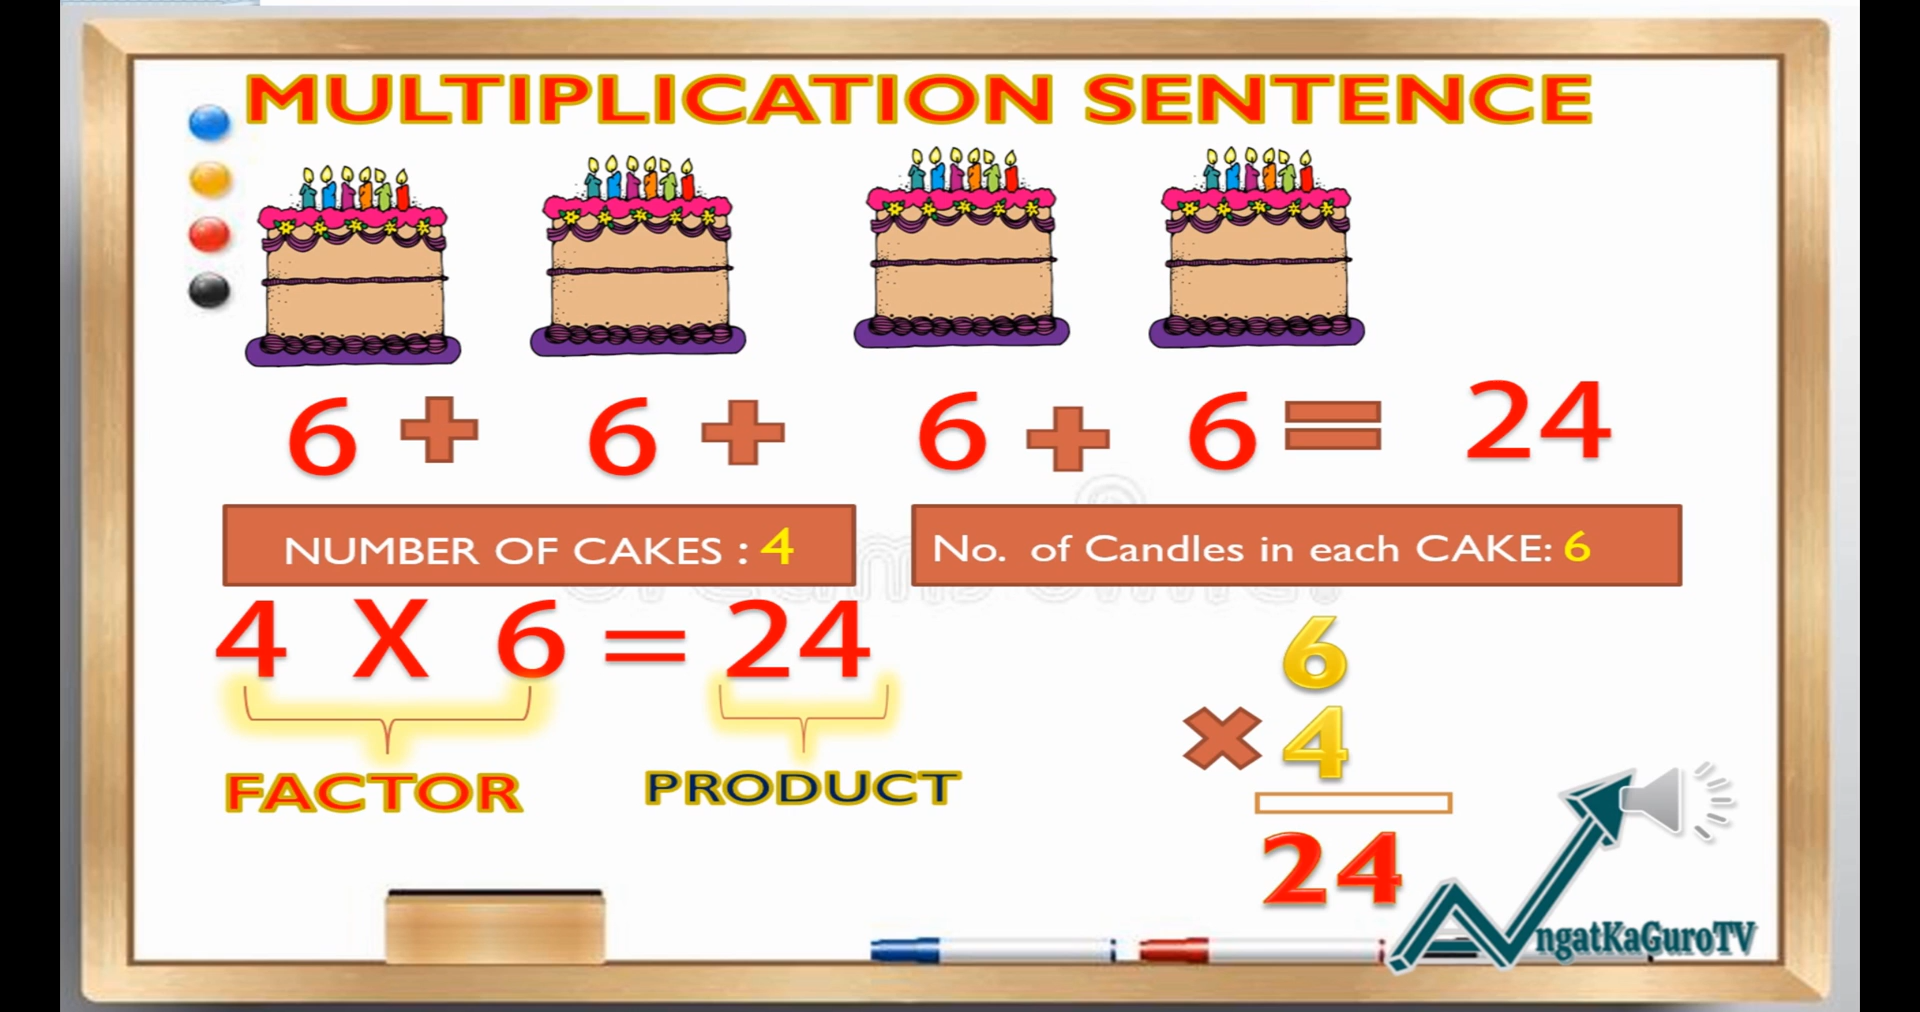 MULTIPLICATION SENTENCE
6 + 6 + 6 + 6 = 24
NUMBER OF CAKES : 4
No. of Candles in each CAKE: 6
4 X 6 = 24
FACTOR
PRODUCT
6
× 4
24
AngatKaGuroTV